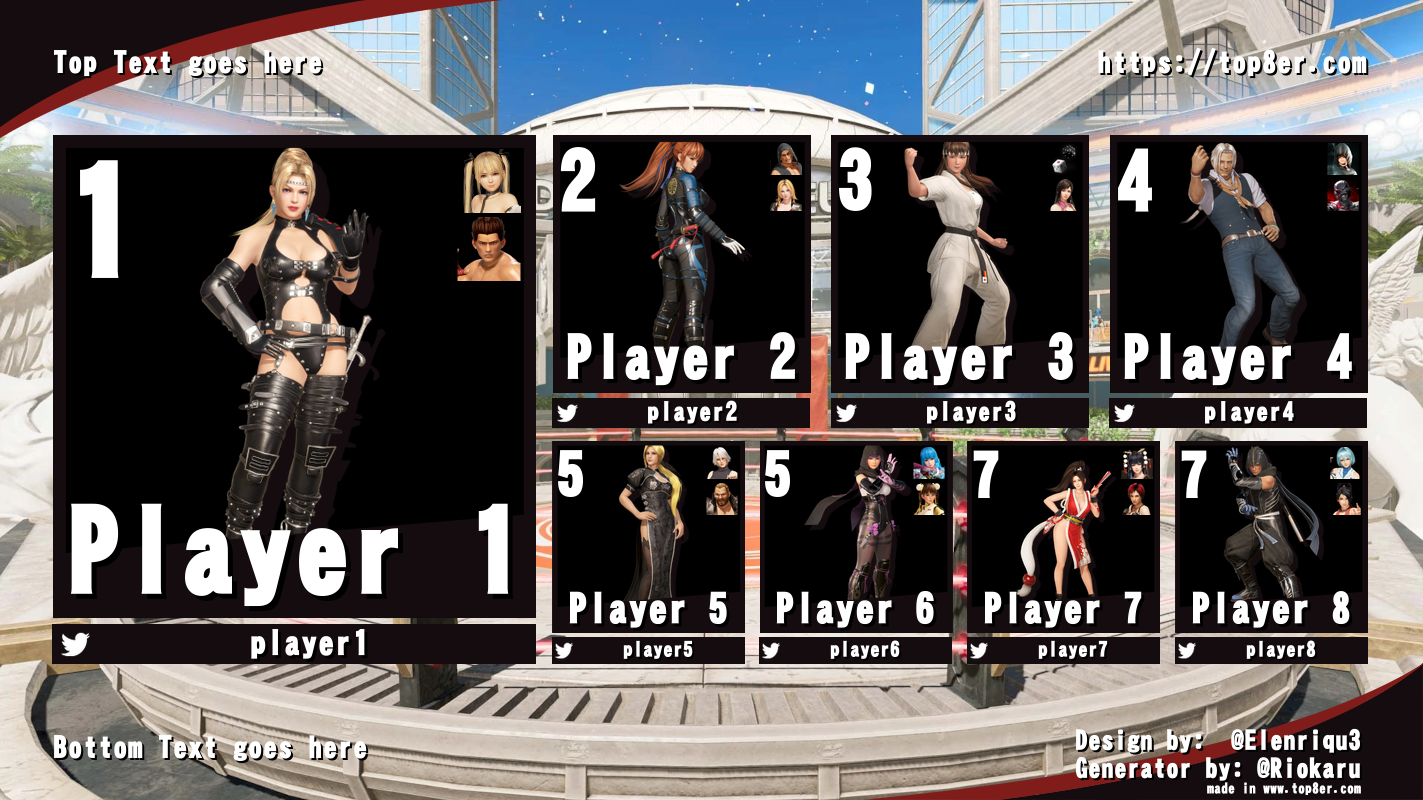 Top Text goes here
https://top8er.com
1
Player 1
player1
2
Player 2
player2
3
Player 3
player3
4
Player 4
player4
5
Player 5
player5
5
Player 6
player6
7
Player 7
player7
7
Player 8
player8
Bottom Text goes here
Design by: @Elenriqu3
Generator by: @Riokaru
made in www.top8er.com